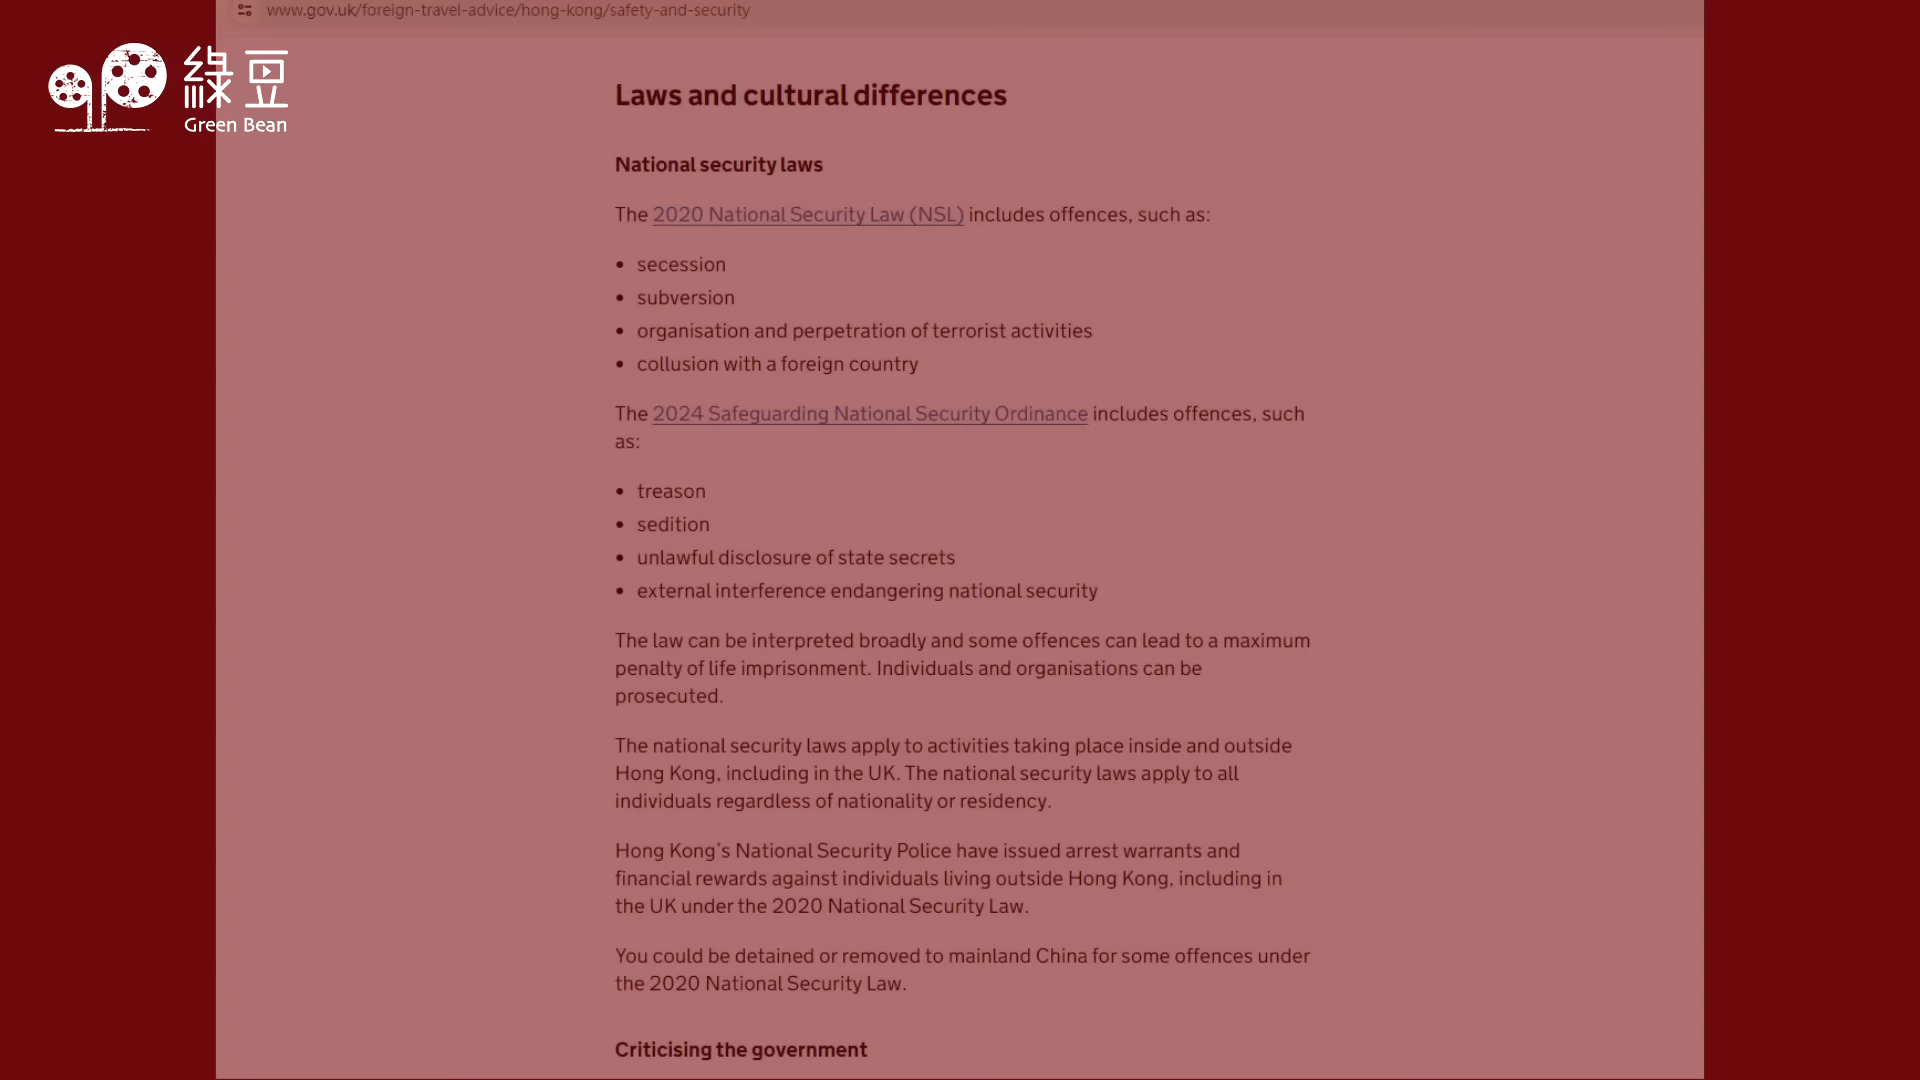 www.gov.uk/foreign-travel-advice/hong-kong/safety-and-security
綠豆
Green Bean
Laws and cultural differences
National security laws
The 2020 National Security Law (NSL) includes offences, such as:
• secession
• subversion
• organisation and perpetration of terrorist activities
• collusion with a foreign country
The 2024 Safeguarding National Security Ordinance includes offences, such
as:
• treason
• sedition
• unlawful disclosure of state secrets
• external interference endangering national security
The law can be interpreted broadly and some offences can lead to a maximum
penalty of life imprisonment. Individuals and organisations can be
prosecuted.
The national security laws apply to activities taking place inside and outside
Hong Kong, including in the UK. The national security laws apply to all
individuals regardless of nationality or residency.
Hong Kong's National Security Police have issued arrest warrants and
financial rewards against individuals living outside Hong Kong, including in
the UK under the 2020 National Security Law.
You could be detained or removed to mainland China for some offences under
the 2020 National Security Law.
Criticising the government